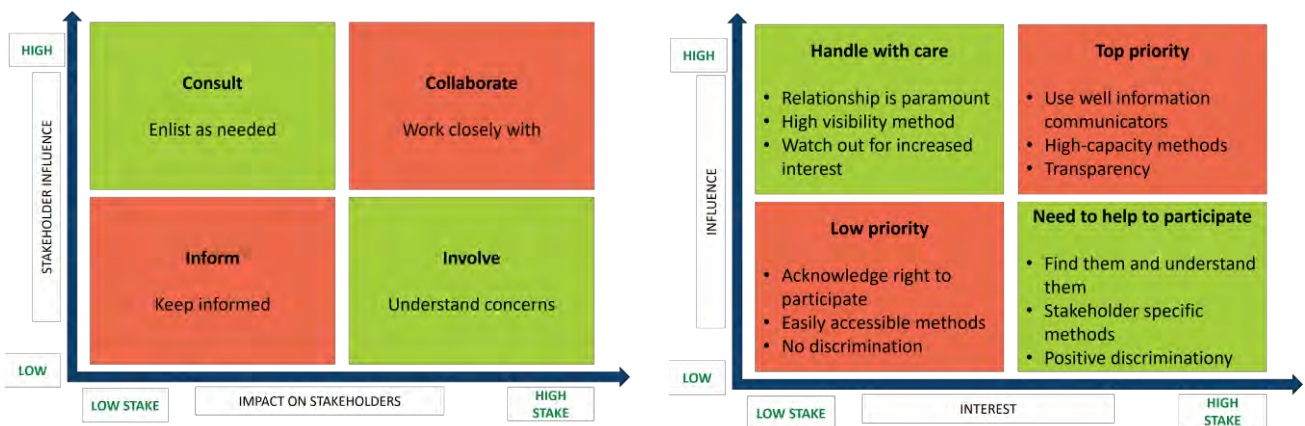 HIGH
STAKEHOLDER INFLUENCE
LOW
Consult
Enlist as needed
Collaborate
Work closely with
Inform
Keep informed
Involve
Understand concerns
LOW STAKE
IMPACT ON STAKEHOLDERS
HIGH
STAKE
HIGH
INFLUENCE
LOW
Handle with care
• Relationship is paramount
• High visibility method
• Watch out for increased
interest
Top priority
• Use well information
communicators
• High-capacity methods
• Transparency
Low priority
• Acknowledge right to
participate
• Easily accessible methods
• No discrimination
Need to help to participate
• Find them and understand
them
• Stakeholder specific
methods
• Positive discriminationy
LOW STAKE
INTEREST
HIGH
STAKE